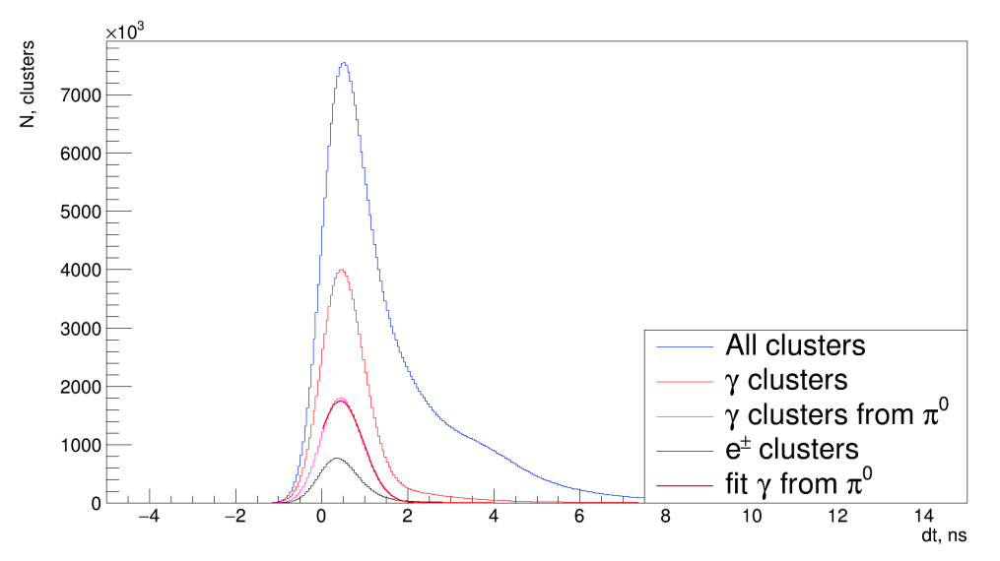 ×10³
N, clusters
7000
6000
5000
4000
3000
2000
1000
0
−4
−2
0
2
4
6
8
10
12
14
dt, ns
All clusters
γ clusters
γ clusters from π⁰
e± clusters
fit γ from π⁰